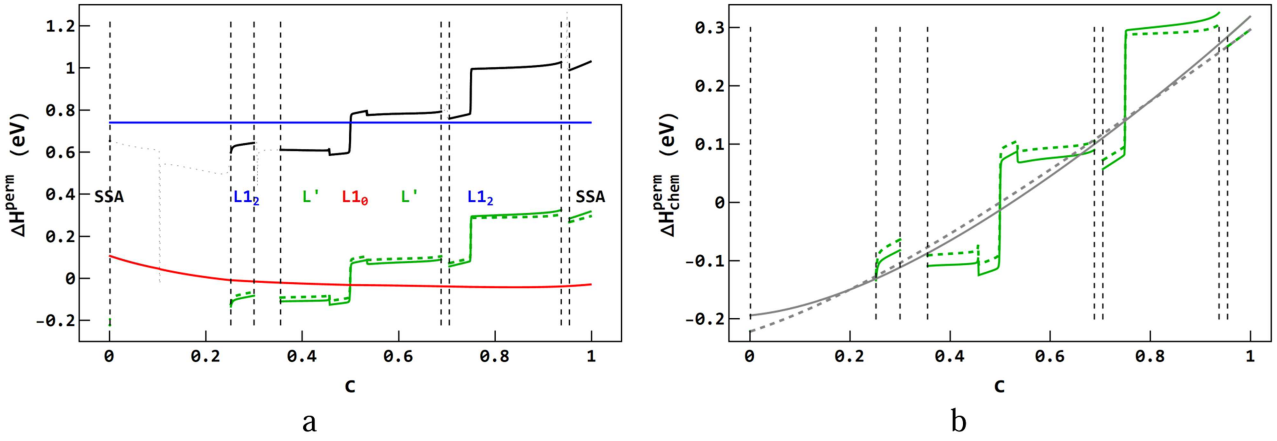 1.2
1
0.8
0.6
0.4
0.2
0
−0.2
ΔH^perm (eV)
SSA L1₂ L' L1₀ L' L1₂ SSA
0 0.2 0.4 0.6 0.8 1
c
a
0.3
0.2
0.1
0
−0.1
−0.2
ΔH^perm_chem (eV)
0 0.2 0.4 0.6 0.8 1
c
b